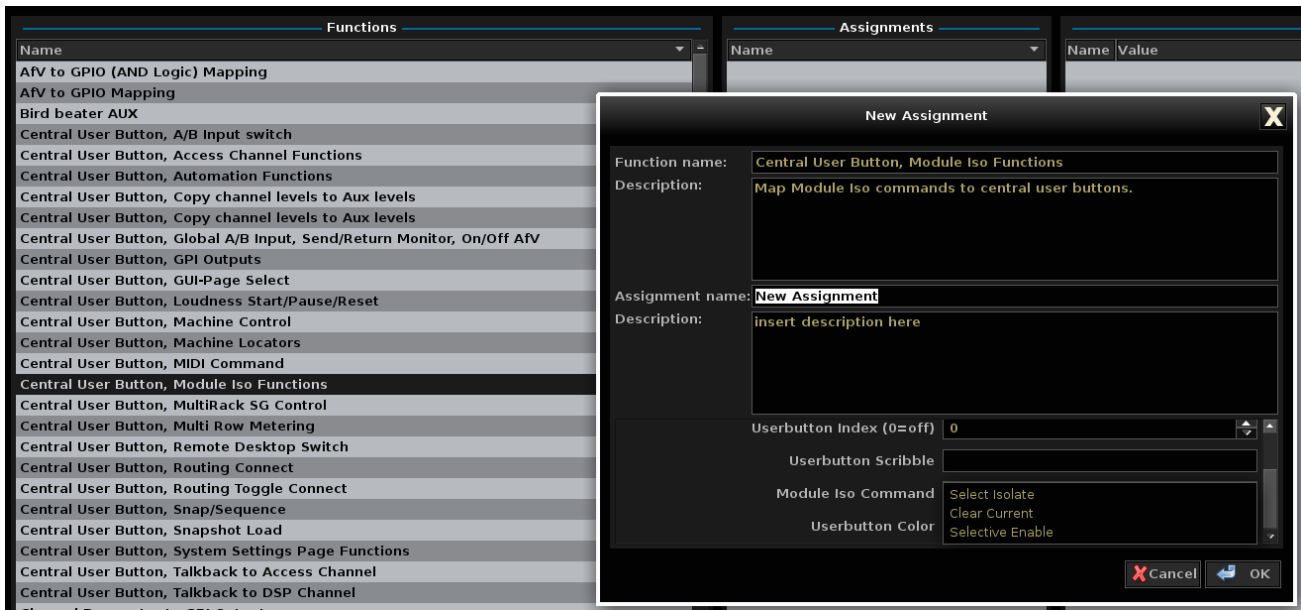 Functions
Name
AfV to GPIO (AND Logic) Mapping
AfV to GPIO Mapping
Bird beater AUX
Central User Button, A/B Input switch
Central User Button, Access Channel Functions
Central User Button, Automation Functions
Central User Button, Copy channel levels to Aux levels
Central User Button, Copy channel levels to Aux levels
Central User Button, Global A/B Input, Send/Return Monitor, On/Off AfV
Central User Button, GPI Outputs
Central User Button, GUI-Page Select
Central User Button, Loudness Start/Pause/Reset
Central User Button, Machine Control
Central User Button, Machine Locators
Central User Button, MIDI Command
Central User Button, Module Iso Functions
Central User Button, MultiRack SG Control
Central User Button, Multi Row Metering
Central User Button, Remote Desktop Switch
Central User Button, Routing Connect
Central User Button, Routing Toggle Connect
Central User Button, Snap/Sequence
Central User Button, Snapshot Load
Central User Button, System Settings Page Functions
Central User Button, Talkback to Access Channel
Central User Button, Talkback to DSP Channel
Assignments
Name
Name Value
New Assignment
X
Function name: Central User Button, Module Iso Functions
Description: Map Module Iso commands to central user buttons.
Assignment name: New Assignment
Description: insert description here
Userbutton Index (0=off) 0
Userbutton Scribble
Module Iso Command Select Isolate
Clear Current
Userbutton Color Selective Enable
Cancel OK